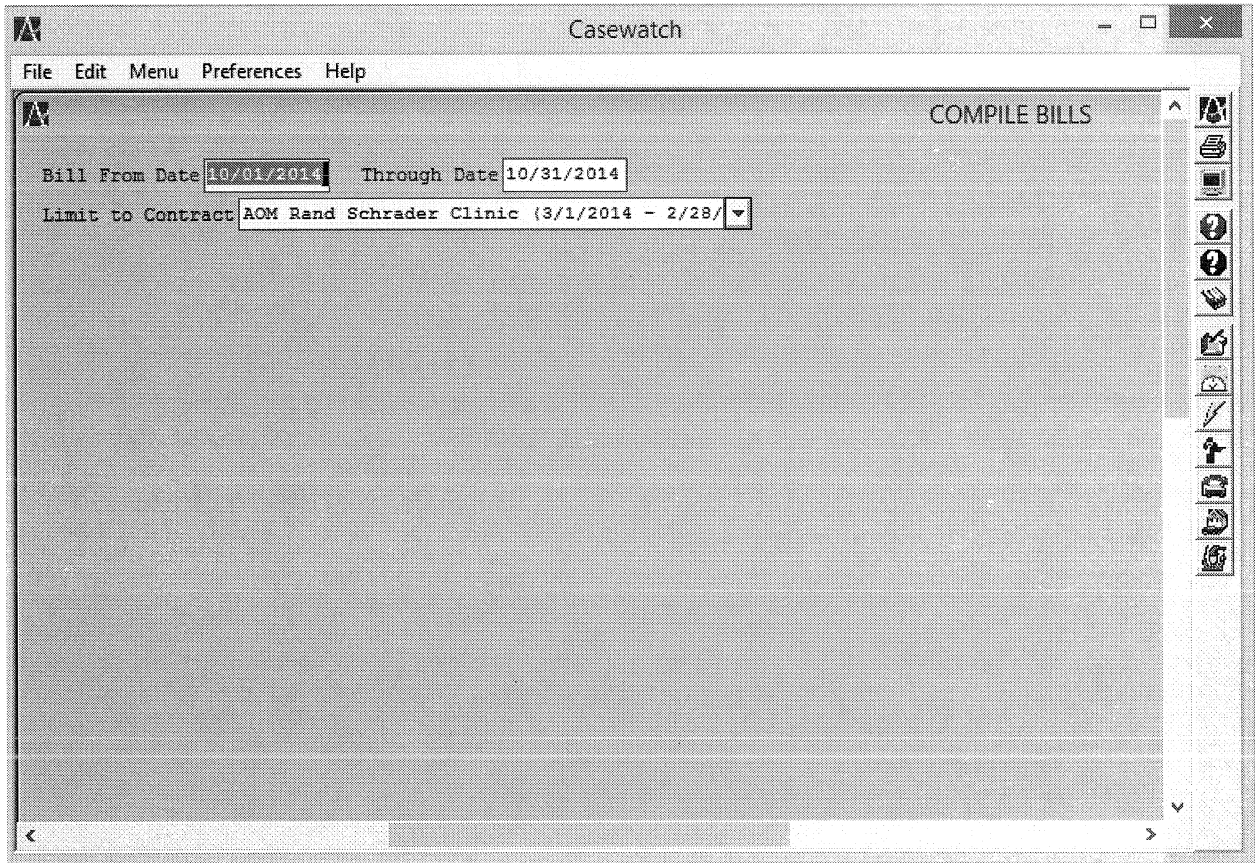 Casewatch
File Edit Menu Preferences Help
COMPILE BILLS
Bill From Date 10/01/2014 Through Date 10/31/2014
Limit to Contract AOM Rand Schrader Clinic (3/1/2014 - 2/28/